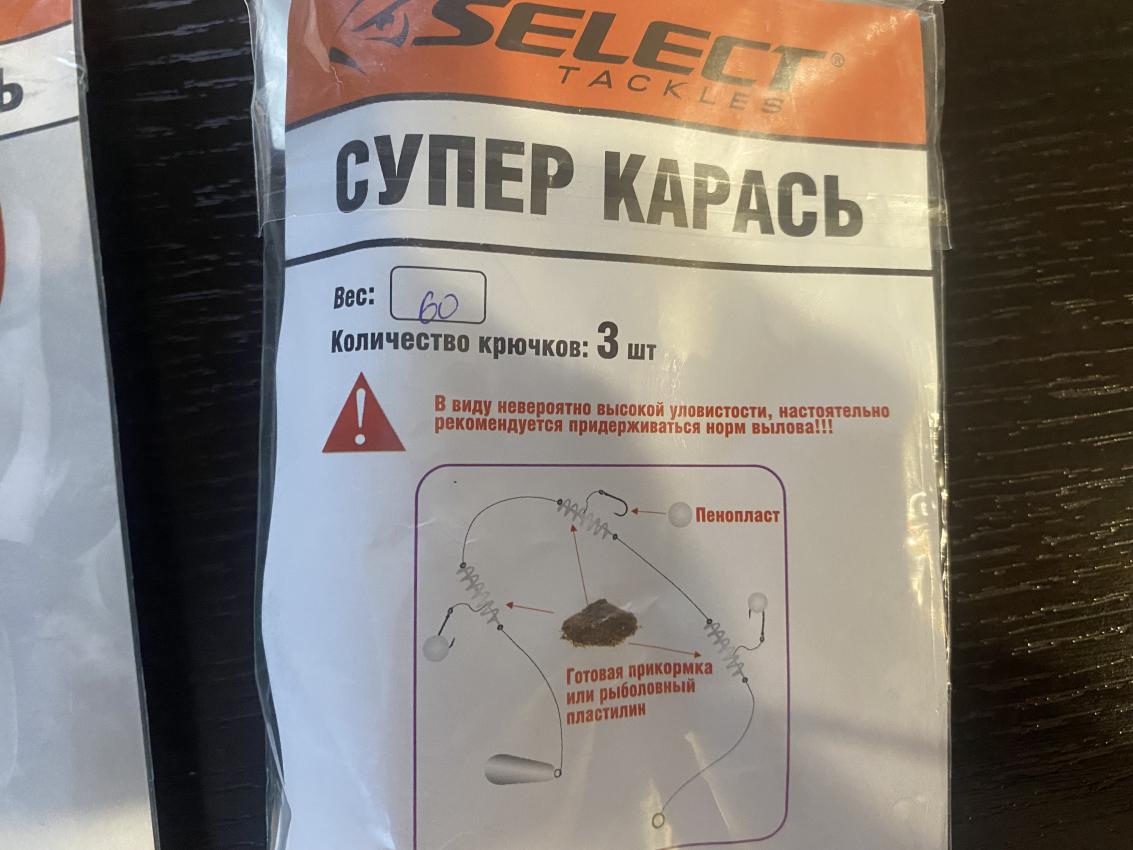 SELECT®
TACKLES
СУПЕР КАРАСЬ
Вес: 60
Количество крючков: 3 шт
В виду невероятно высокой уловистости, настоятельно
рекомендуется придерживаться норм вылова!!!
Пенопласт
Готовая прикормка
или рыболовный
пластилин
Ь